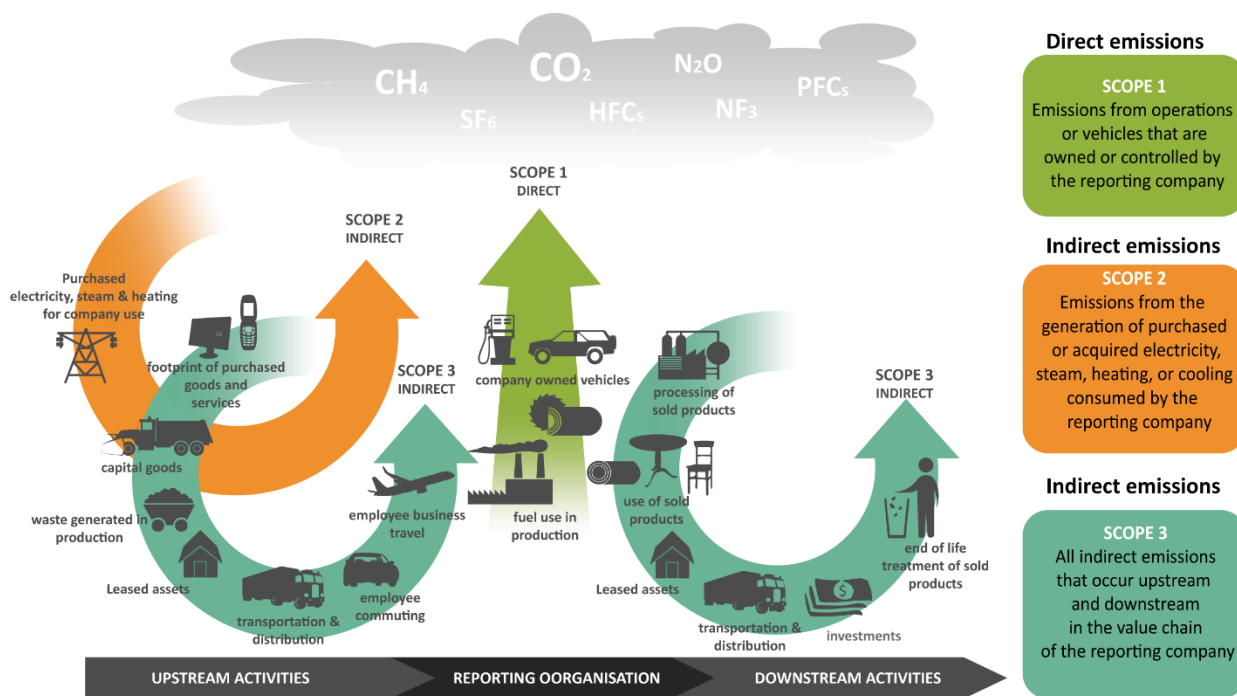 CH4
CO2
N2O
PFCs
SF6
HFCs
NF3
SCOPE 1
DIRECT
SCOPE 2
INDIRECT
Purchased
electricity, steam & heating
for company use
footprint of purchased
goods and
services
capital goods
waste generated in
production
Leased assets
transportation &
distribution
employee
commuting
employee business
travel
SCOPE 3
INDIRECT
company owned vehicles
fuel use in
production
processing of
sold products
use of sold
products
Leased assets
transportation &
distribution
investments
end of life
treatment of sold
products
SCOPE 3
INDIRECT
UPSTREAM ACTIVITIES
REPORTING OORGANISATION
DOWNSTREAM ACTIVITIES
Direct emissions
SCOPE 1
Emissions from operations
or vehicles that are
owned or controlled by
the reporting company
Indirect emissions
SCOPE 2
Emissions from the
generation of purchased
or acquired electricity,
steam, heating, or cooling
consumed by the
reporting company
Indirect emissions
SCOPE 3
All indirect emissions
that occur upstream
and downstream
in the value chain
of the reporting company